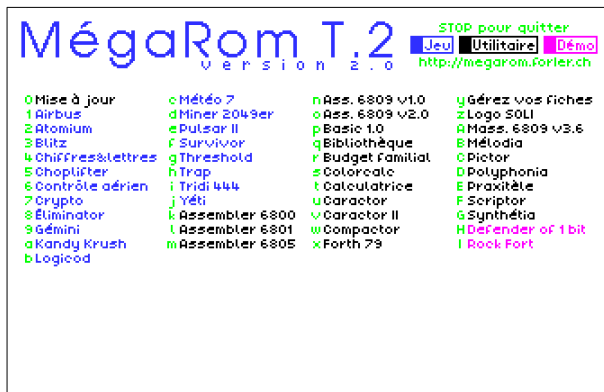 MégaRom T.2
version 2.0
STOP pour quitter
Jeu Utilitaire Démo
http://megarom.forler.ch
0 Mise à jour
1 Airbus
2 Atomium
3 Blitz
4 Chiffres&lettres
5 Choplifter
6 Contrôle aérien
7 Crypto
8 Éliminator
9 Gémini
a Kandy Krush
b Logicod
c Météo 7
d Miner 2049er
e Pulsar II
f Survivor
g Threshold
h Trap
i Tridi 444
j Yéti
k Assembler 6800
l Assembler 6801
m Assembler 6805
n Ass. 6809 v1.0
o Ass. 6809 v2.0
p Basic 1.0
q Bibliothèque
r Budget familial
s Colorcalc
t Calculatrice
u Caractor
v Caractor II
w Compactor
x Forth 79
y Gérez vos fiches
z Logo SOLI
A Mass. 6809 v3.6
B Mélodia
C Pictor
D Polyphonia
E Praxitèle
F Scriptor
G Synthétia
H Defender of 1 bit
I Rock Fort